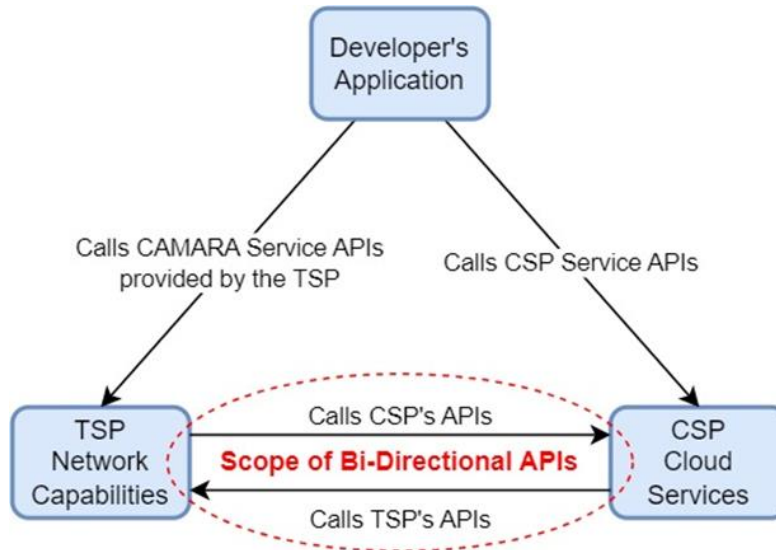 Developer's
Application
Calls CAMARA Service APIs
provided by the TSP
Calls CSP Service APIs
TSP
Network
Capabilities
Calls CSP's APIs
Scope of Bi-Directional APIs
Calls TSP's APIs
CSP
Cloud
Services